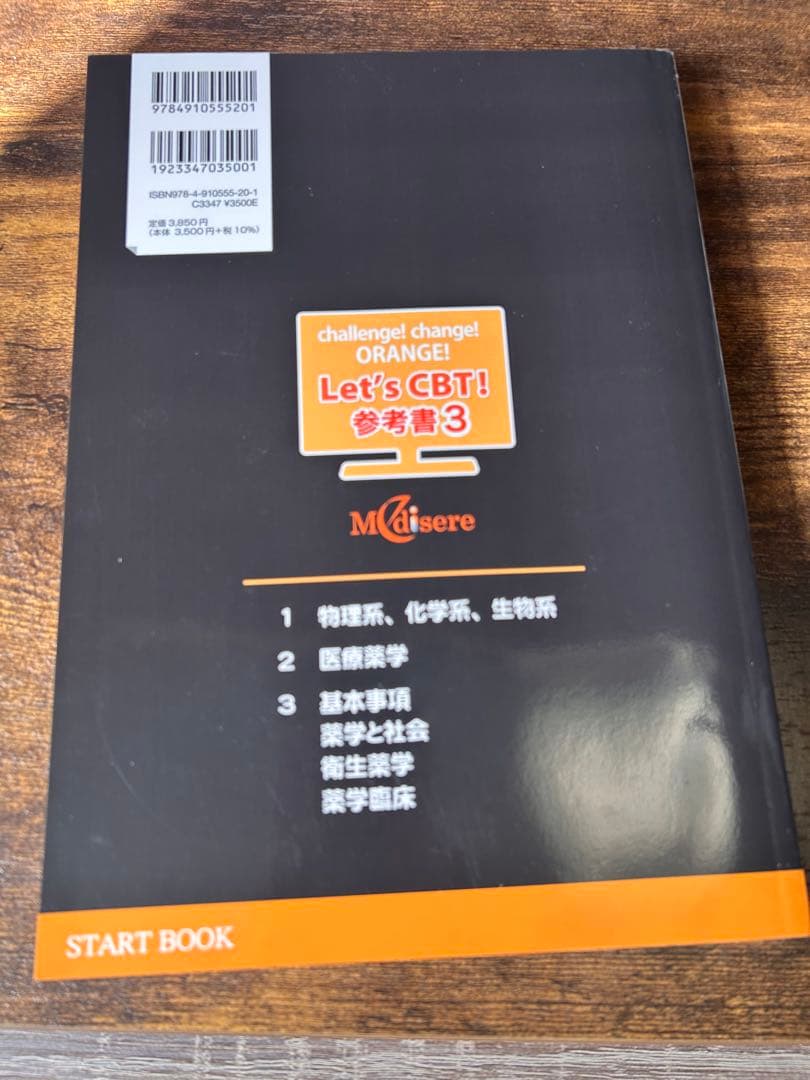 9784910555201
1923347035001
ISBN978-4-910555-20-1
C3347 ¥3500E
定価 3,850円
(本体 3,500円+税10%)
challenge! change!
ORANGE!
Let's CBT!
参考書3
Medisere
1 物理系、化学系、生物系
2 医療薬学
3 基本事項
薬学と社会
衛生薬学
薬学臨床
START BOOK